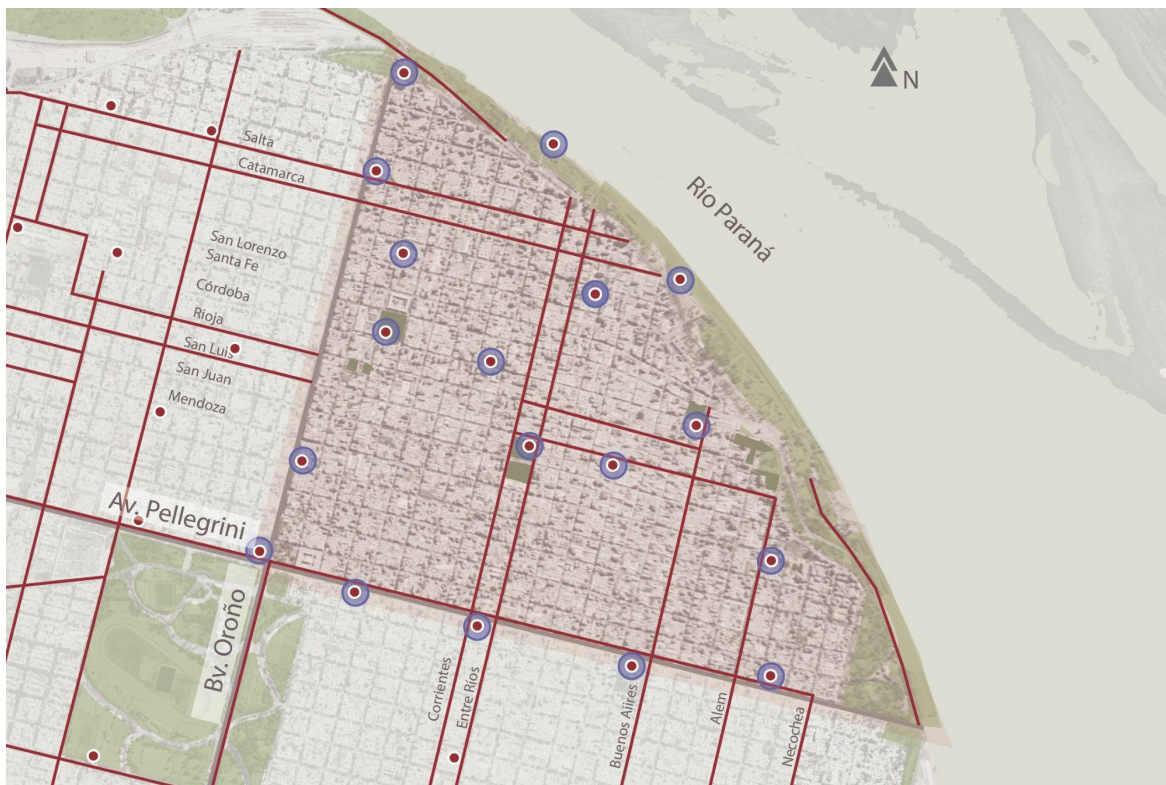 N
Salta
Catamarca
Río Paraná
San Lorenzo
Santa Fe
Córdoba
Rioja
San Luis
San Juan
Mendoza
Av. Pellegrini
Bv. Oroño
Corrientes
Entre Ríos
Buenos Aiires
Alem
Necochea